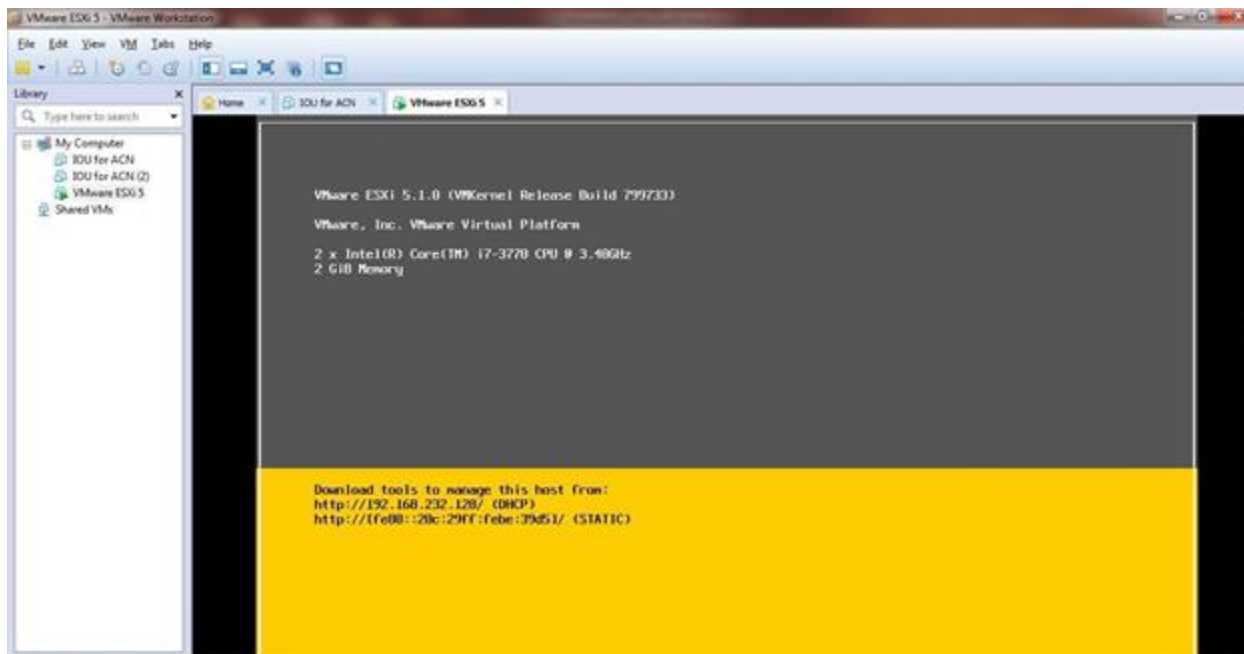 VMware ESXi 5 - VMware Workstation
File Edit View VM Tabs Help
Library
Type here to search
My Computer
IOU for ACN
IOU for ACN (2)
VMware ESXi 5
Shared VMs
Home
IOU for ACN
VMware ESXi 5
VMware ESXi 5.1.0 (VMKernel Release Build 799733)
VMware, Inc. VMware Virtual Platform
2 x Intel(R) Core(TM) i7-3770 CPU @ 3.40GHz
2 GiB Memory
Download tools to manage this host from:
http://192.168.232.128/ (DHCP)
http://[fe80::20c:29ff:febe:39d5]/ (STATIC)